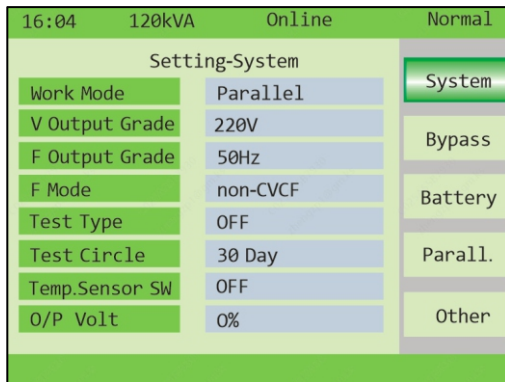 16:04 120kVA Online Normal
Setting-System
Work Mode Parallel
V Output Grade 220V
F Output Grade 50Hz
F Mode non-CVCF
Test Type OFF
Test Circle 30 Day
Temp.Sensor SW OFF
O/P Volt 0%
System
Bypass
Battery
Parall.
Other